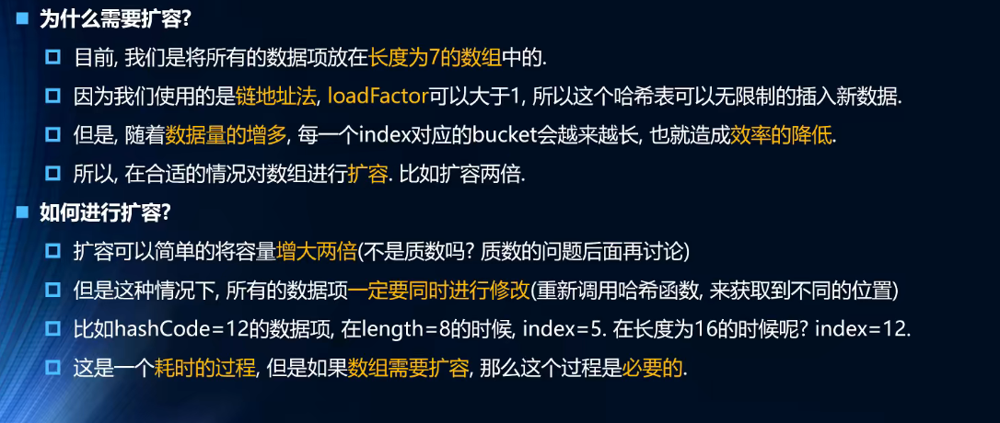 为什么需要扩容?
目前, 我们是将所有的数据项放在长度为7的数组中的.
因为我们使用的是链地址法, loadFactor可以大于1, 所以这个哈希表可以无限制的插入新数据.
但是, 随着数据量的增多, 每一个index对应的bucket会越来越长, 也就造成效率的降低.
所以, 在合适的情况对数组进行扩容. 比如扩容两倍.
如何进行扩容?
扩容可以简单的将容量增大两倍(不是质数吗? 质数的问题后面再讨论)
但是这种情况下, 所有的数据项一定要同时进行修改(重新调用哈希函数, 来获取到不同的位置)
比如hashCode=12的数据项, 在length=8的时候, index=5. 在长度为16的时候呢? index=12.
这是一个耗时的过程, 但是如果数组需要扩容, 那么这个过程是必要的.